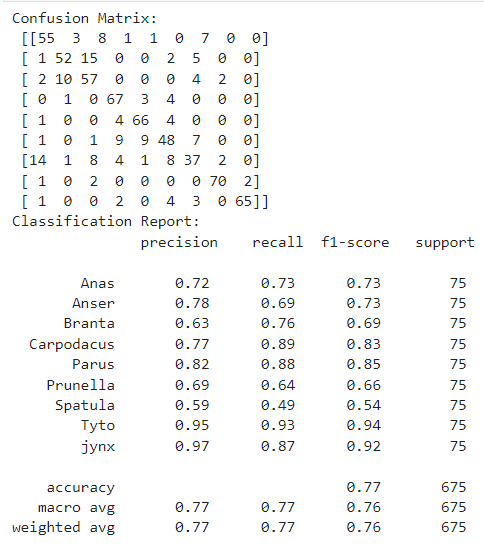 Confusion Matrix:
[[55 3 8 1 1 0 7 0 0]
[ 1 52 15 0 0 2 5 0 0]
[ 2 10 57 0 0 0 4 2 0]
[ 0 1 0 67 3 4 0 0 0]
[ 1 0 0 4 66 4 0 0 0]
[ 1 0 1 9 9 48 7 0 0]
[14 1 8 4 1 8 37 2 0]
[ 1 0 2 0 0 0 0 70 2]
[ 1 0 0 2 0 4 3 0 65]]
Classification Report:
precision recall f1-score support
Anas 0.72 0.73 0.73 75
Anser 0.78 0.69 0.73 75
Branta 0.63 0.76 0.69 75
Carpodacus 0.77 0.89 0.83 75
Parus 0.82 0.88 0.85 75
Prunella 0.69 0.64 0.66 75
Spatula 0.59 0.49 0.54 75
Tyto 0.95 0.93 0.94 75
jynx 0.97 0.87 0.92 75
accuracy 0.77 675
macro avg 0.77 0.77 0.76 675
weighted avg 0.77 0.77 0.76 675